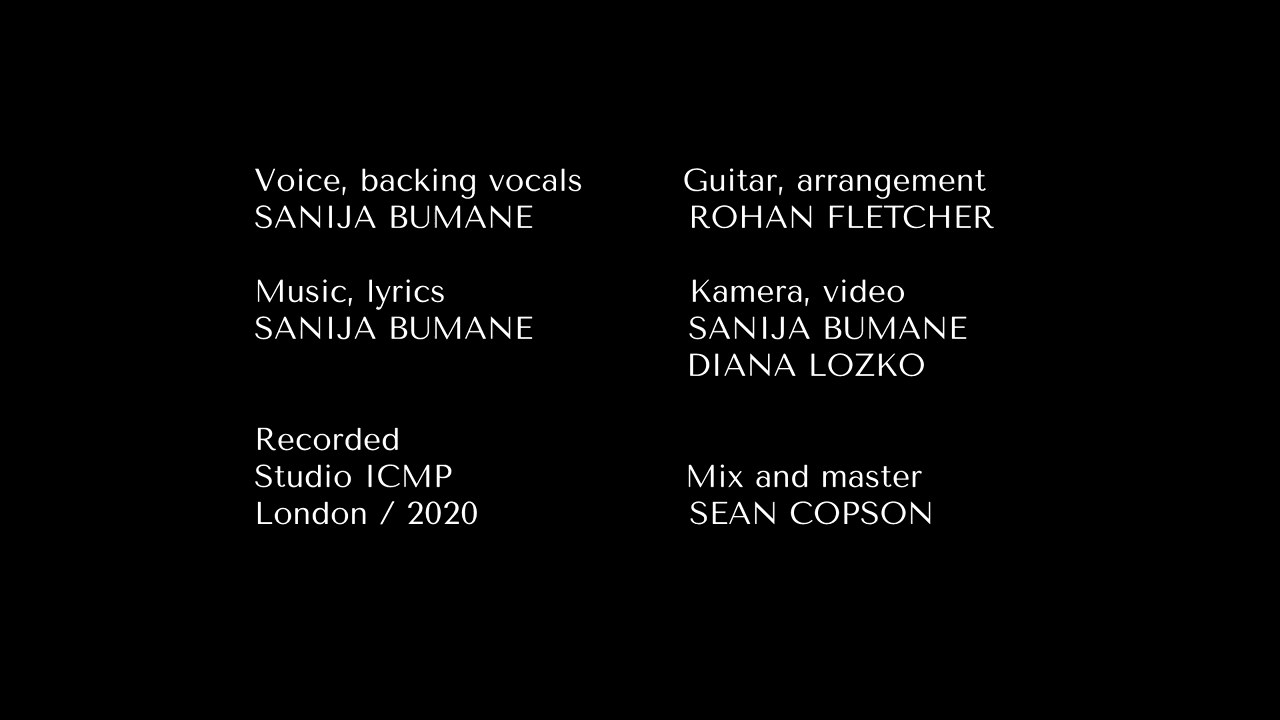 Voice, backing vocals
SANIJA BUMANE
Guitar, arrangement
ROHAN FLETCHER
Music, lyrics
SANIJA BUMANE
Kamera, video
SANIJA BUMANE
DIANA LOZKO
Recorded
Studio ICMP
London / 2020
Mix and master
SEAN COPSON